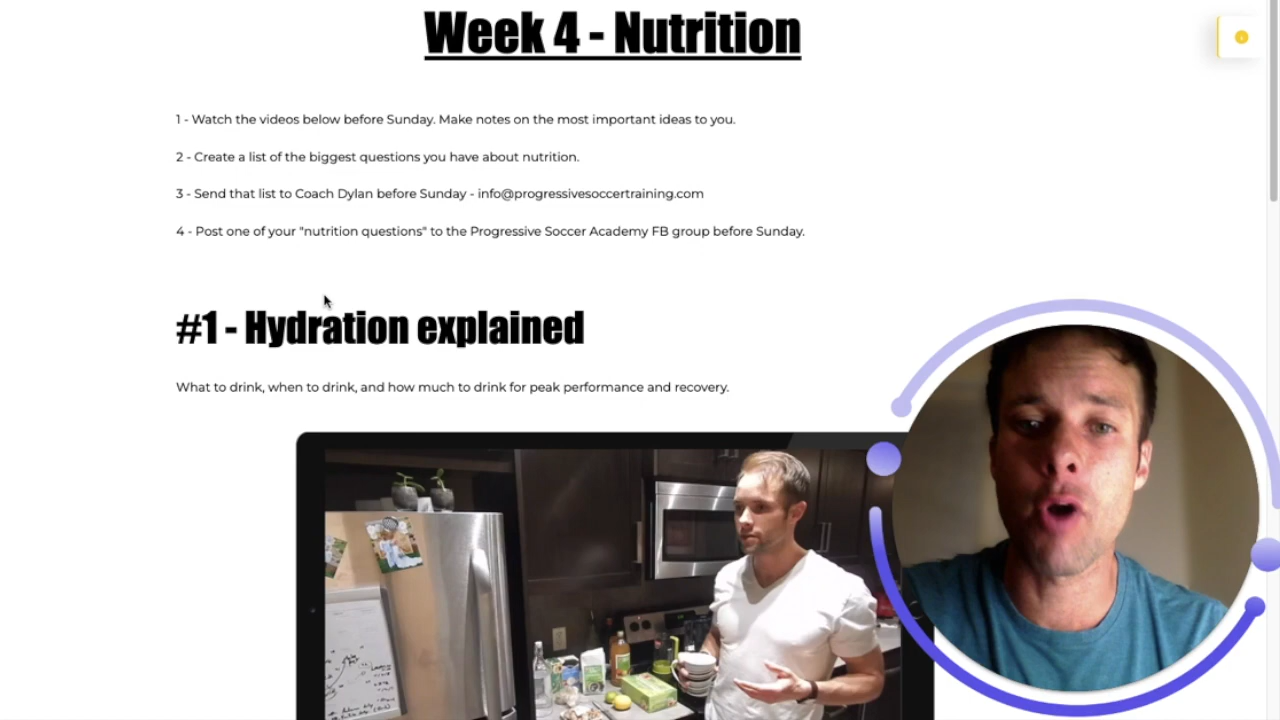 Week 4 - Nutrition
1 - Watch the videos below before Sunday. Make notes on the most important ideas to you.
2 - Create a list of the biggest questions you have about nutrition.
3 - Send that list to Coach Dylan before Sunday - info@progressivesoccertraining.com
4 - Post one of your "nutrition questions" to the Progressive Soccer Academy FB group before Sunday.
#1 - Hydration explained
What to drink, when to drink, and how much to drink for peak performance and recovery.